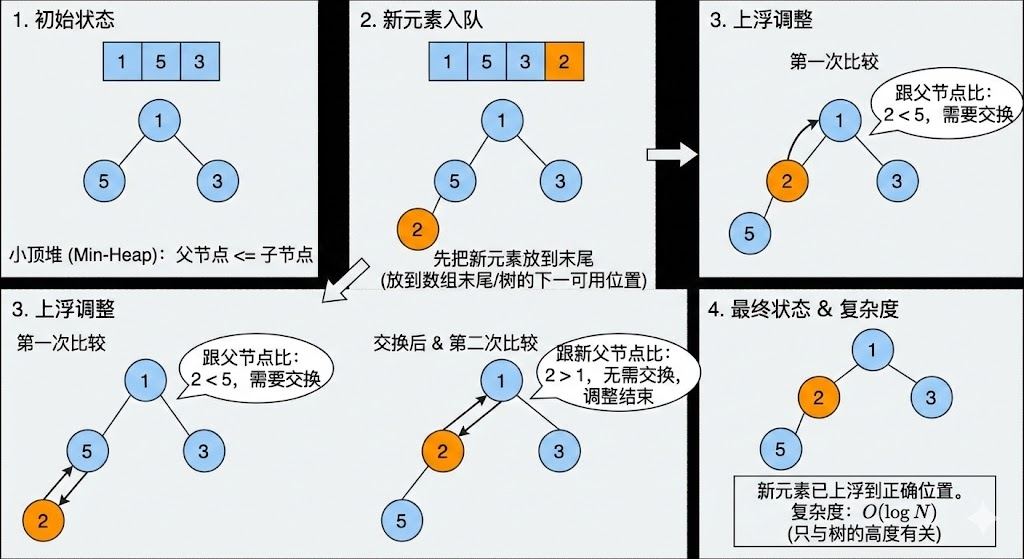 1. 初始状态
1 5 3
1
5 3
小顶堆 (Min-Heap)：父节点 <= 子节点
2. 新元素入队
1 5 3 2
1
5 3
2
先把新元素放到末尾
(放到数组末尾/树的下一可用位置)
3. 上浮调整
第一次比较
跟父节点比：
2 < 5，需要交换
1
2 3
5
3. 上浮调整
第一次比较
跟父节点比：
2 < 5，需要交换
1
5 3
2
交换后 & 第二次比较
跟新父节点比：
2 > 1，无需交换，
调整结束
1
2 3
5
4. 最终状态 & 复杂度
1
2 3
5
新元素已上浮到正确位置。
复杂度：O(log N)
(只与树的高度有关)